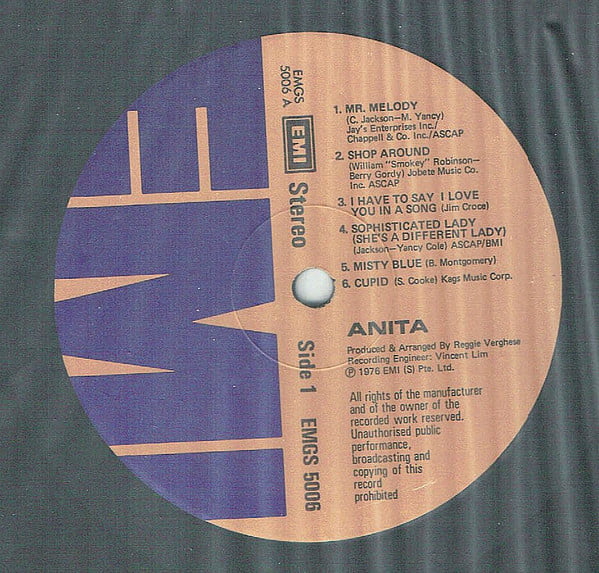 EMGS
5006 A
EMI
Stereo
Side 1
EMGS 5006
EMI
1. MR. MELODY
(C. Jackson—M. Yancy)
Jay's Enterprises Inc./
Chappell & Co. Inc./ASCAP
2. SHOP AROUND
(William "Smokey" Robinson—
Berry Gordy) Jobete Music Co.
Inc. ASCAP
3. I HAVE TO SAY I LOVE
YOU IN A SONG (Jim Croce)
4. SOPHISTICATED LADY
(SHE'S A DIFFERENT LADY)
(Jackson—Yancy Cole) ASCAP/BMI
5. MISTY BLUE (B. Montgomery)
6. CUPID (S. Cooke) Kags Music Corp.
ANITA
Produced & Arranged By Reggie Verghese
Recording Engineer: Vincent Lim
℗ 1976 EMI (S) Pte. Ltd.
All rights of the manufacturer
and of the owner of the
recorded work reserved.
Unauthorised public
performance,
broadcasting and
copying of this
record
prohibited